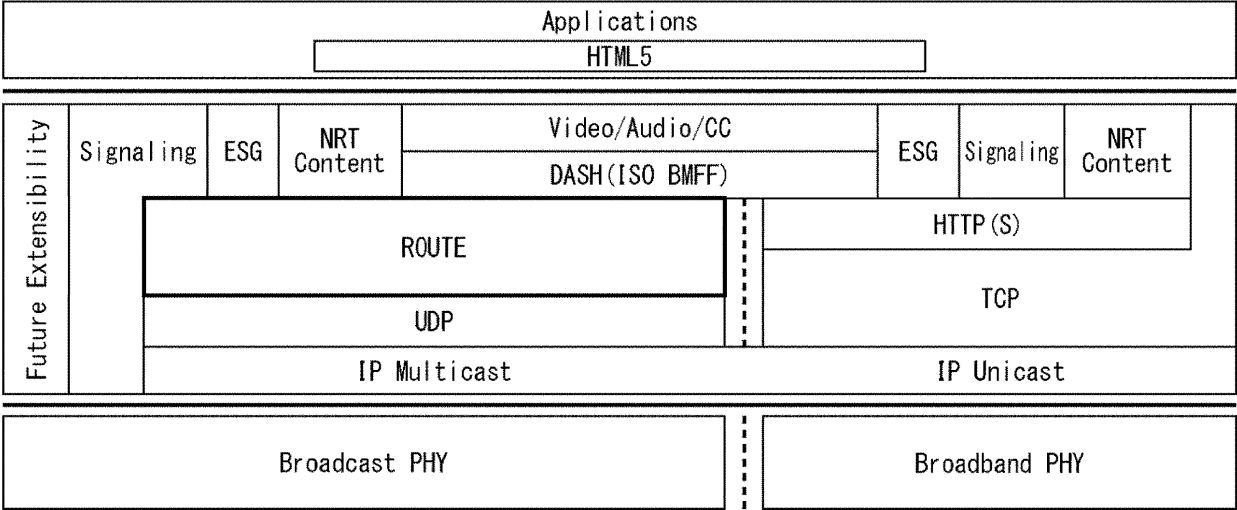 Applications
HTML5
Future Extensibility
Signaling
ESG
NRT
Content
Video/Audio/CC
DASH(ISO BMFF)
ESG
Signaling
NRT
Content
ROUTE
HTTP(S)
UDP
TCP
IP Multicast
IP Unicast
Broadcast PHY
Broadband PHY